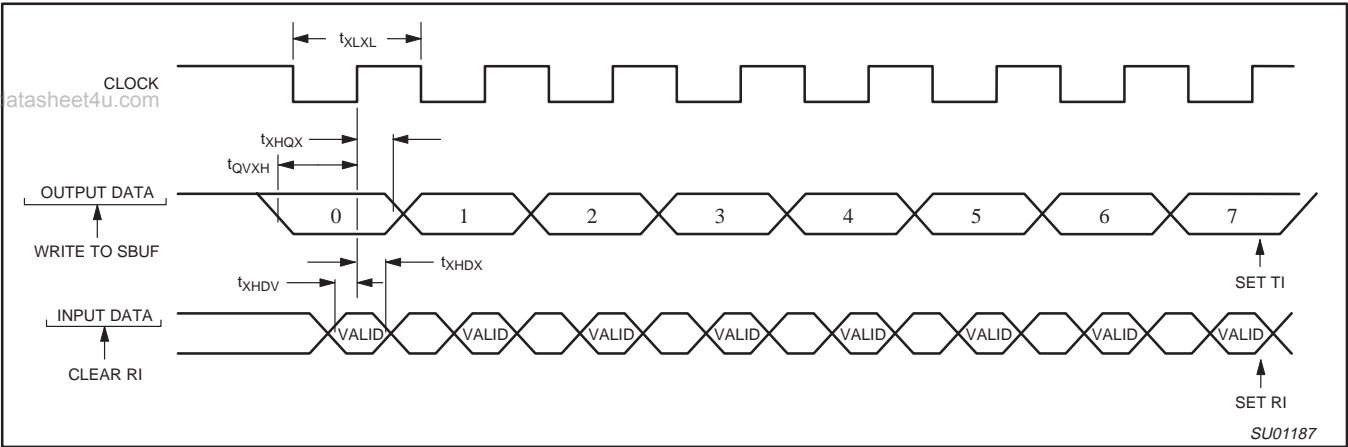 tXLXL
CLOCK
datasheet4u.com
tXHQX
tQVXH
OUTPUT DATA
0 1 2 3 4 5 6 7
WRITE TO SBUF
SET TI
tXHDV
tXHDX
INPUT DATA
VALID VALID VALID VALID VALID VALID VALID VALID
CLEAR RI
SET RI
SU01187